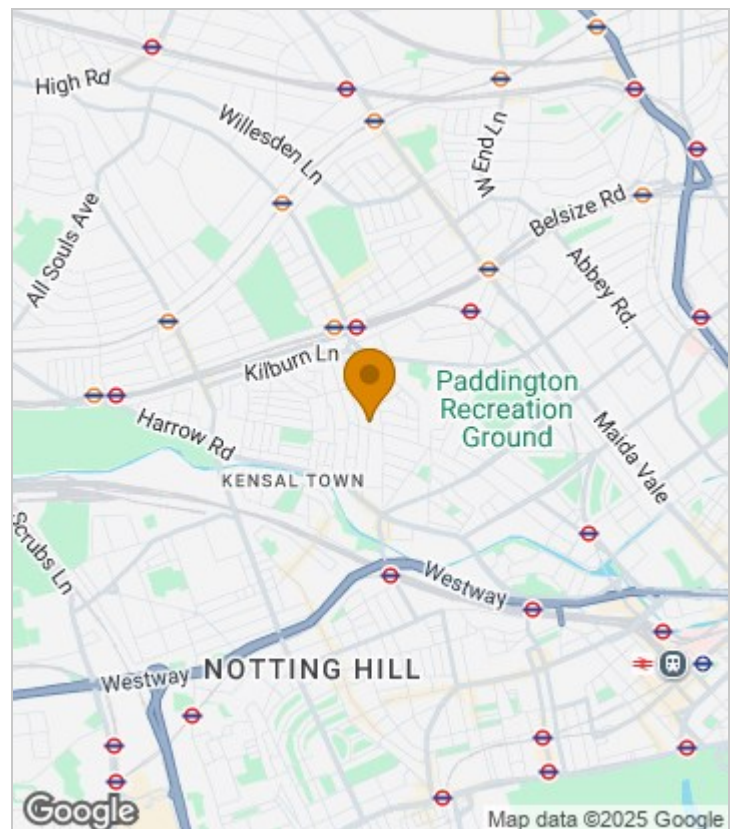 High Rd
Willesden Ln
W End Ln
All Souls Ave
Belsize Rd
Abbey Rd.
Kilburn Ln
Paddington
Recreation
Ground
Harrow Rd
Maida Vale
KENSAL TOWN
Scrubs Ln
Westway
NOTTING HILL
Westway
Google
Map data ©2025 Google